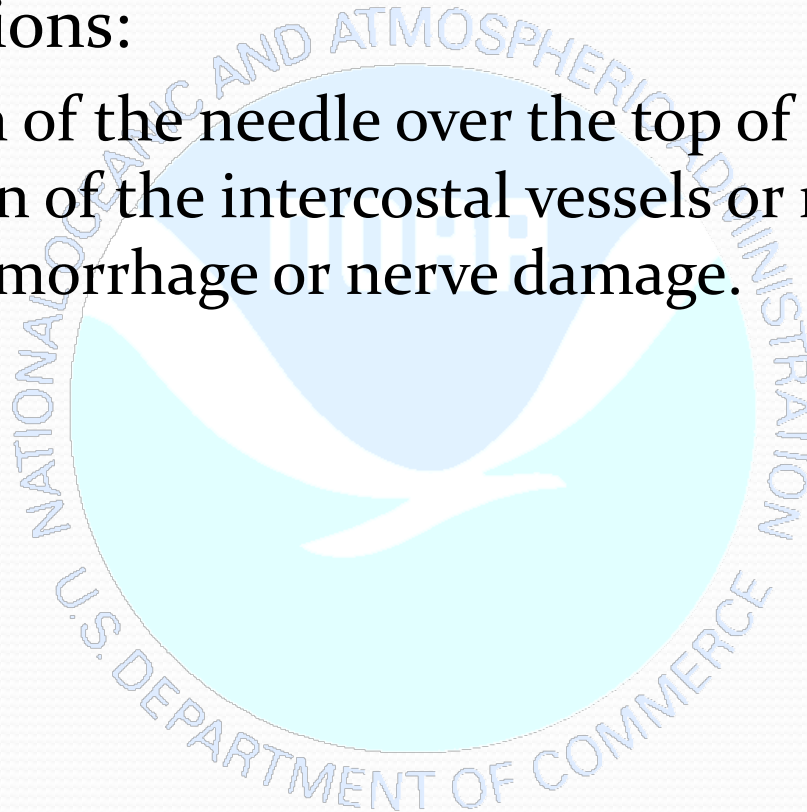 ions:
n of the needle over the top of
n of the intercostal vessels or
morrhage or nerve damage.
NATIONAL OCEANIC AND ATMOSPHERIC ADMINISTRATION
NOAA
U.S. DEPARTMENT OF COMMERCE